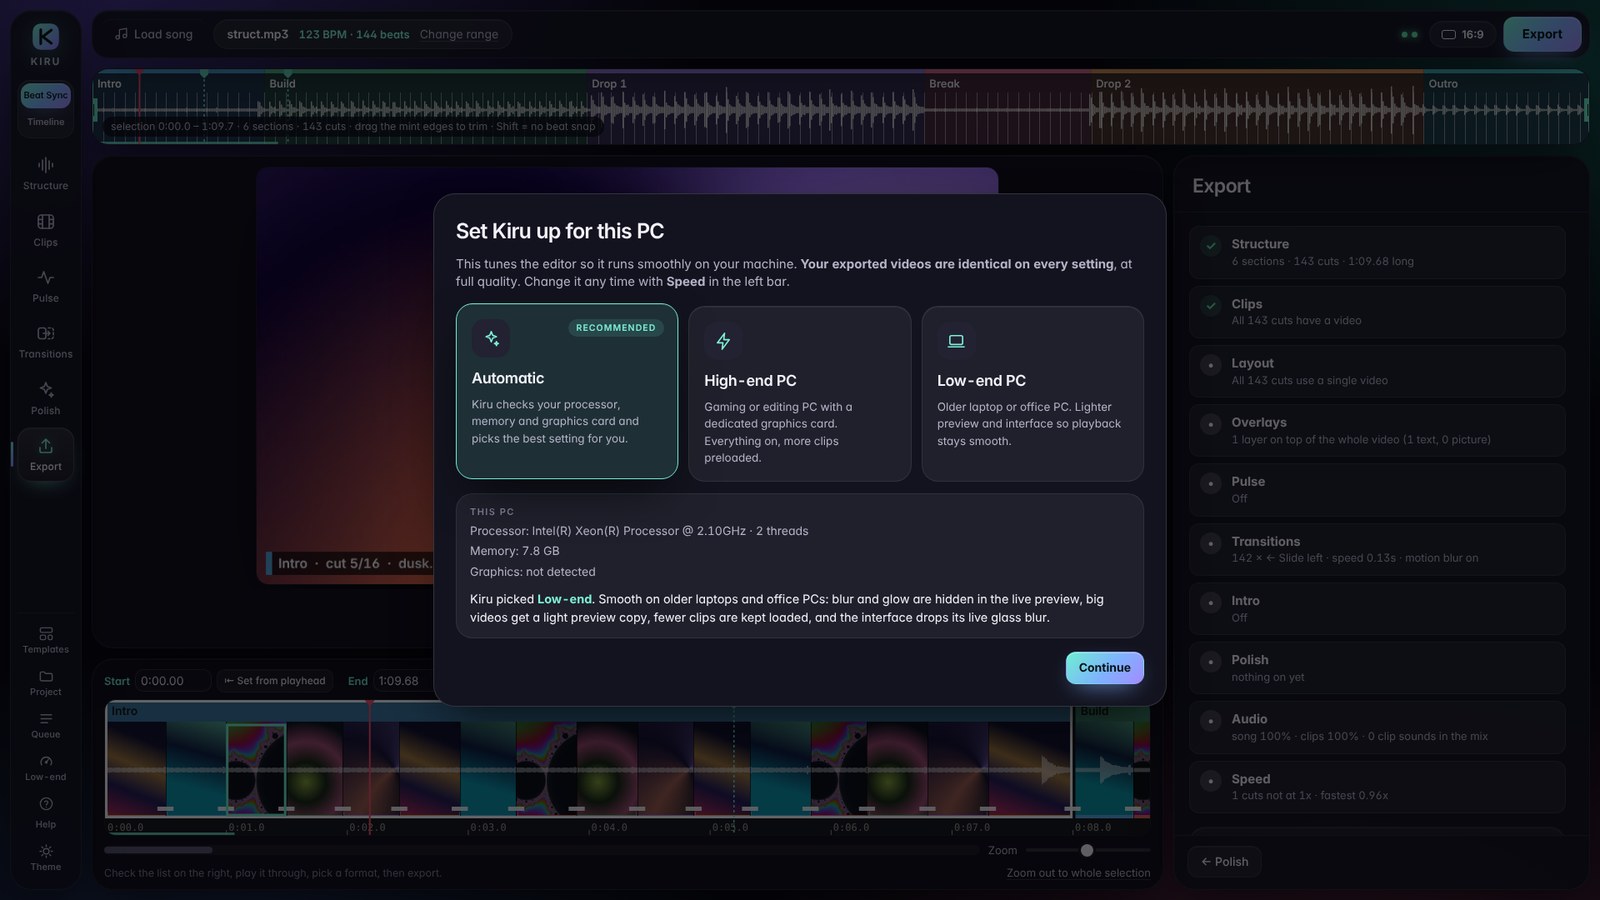 KIRU
Beat Sync
Timeline
Structure
Clips
Pulse
Transitions
Polish
Export
Templates
Project
Queue
Low-end
Help
Theme
Load song
struct.mp3 123 BPM · 144 beats Change range
16:9
Export
Intro
Build
Drop 1
Break
Drop 2
Outro
selection 0:00.0 – 1:09.7 · 6 sections · 143 cuts · drag the mint edges to trim · Shift = no beat snap
Intro · cut 5/16 · dusk.
Set Kiru up for this PC
This tunes the editor so it runs smoothly on your machine. Your exported videos are identical on every setting, at
full quality. Change it any time with Speed in the left bar.
RECOMMENDED
Automatic
Kiru checks your processor,
memory and graphics card and
picks the best setting for you.
High-end PC
Gaming or editing PC with a
dedicated graphics card.
Everything on, more clips
preloaded.
Low-end PC
Older laptop or office PC. Lighter
preview and interface so playback
stays smooth.
THIS PC
Processor: Intel(R) Xeon(R) Processor @ 2.10GHz · 2 threads
Memory: 7.8 GB
Graphics: not detected
Kiru picked Low-end. Smooth on older laptops and office PCs: blur and glow are hidden in the live preview, big
videos get a light preview copy, fewer clips are kept loaded, and the interface drops its live glass blur.
Continue
Start 0:00.00 ⇤ Set from playhead End 1:09.68
Intro
Build
0:00.0 0:01.0 0:02.0 0:03.0 0:04.0 0:05.0 0:06.0 0:07.0 0:08.0
Zoom
Check the list on the right, play it through, pick a format, then export.
Zoom out to whole selection
Export
Structure
6 sections · 143 cuts · 1:09.68 long
Clips
All 143 cuts have a video
Layout
All 143 cuts use a single video
Overlays
1 layer on top of the whole video (1 text, 0 picture)
Pulse
Off
Transitions
142 × ← Slide left · speed 0.13s · motion blur on
Intro
Off
Polish
nothing on yet
Audio
song 100% · clips 100% · 0 clip sounds in the mix
Speed
1 cuts not at 1x · fastest 0.96x
← Polish